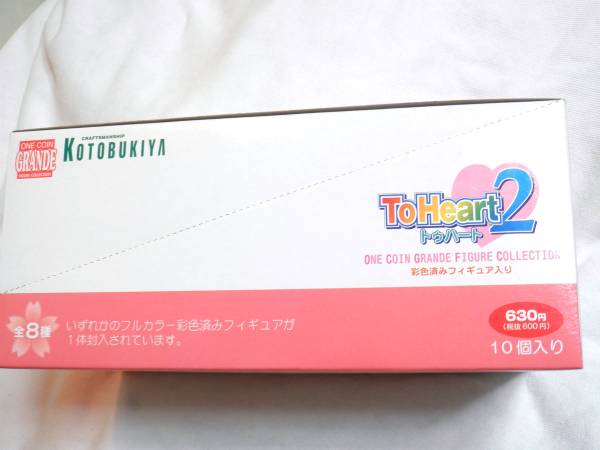 ONE COIN
GRANDE
FIGURE COLLECTION
CRAFTSMANSHIP
KOTOBUKIYA
ToHeart2
トゥハート
ONE COIN GRANDE FIGURE COLLECTION
彩色済みフィギュア入り
全8種
いずれかのフルカラー彩色済みフィギュアが
1体封入されています。
630円
(税抜600円)
10個入り